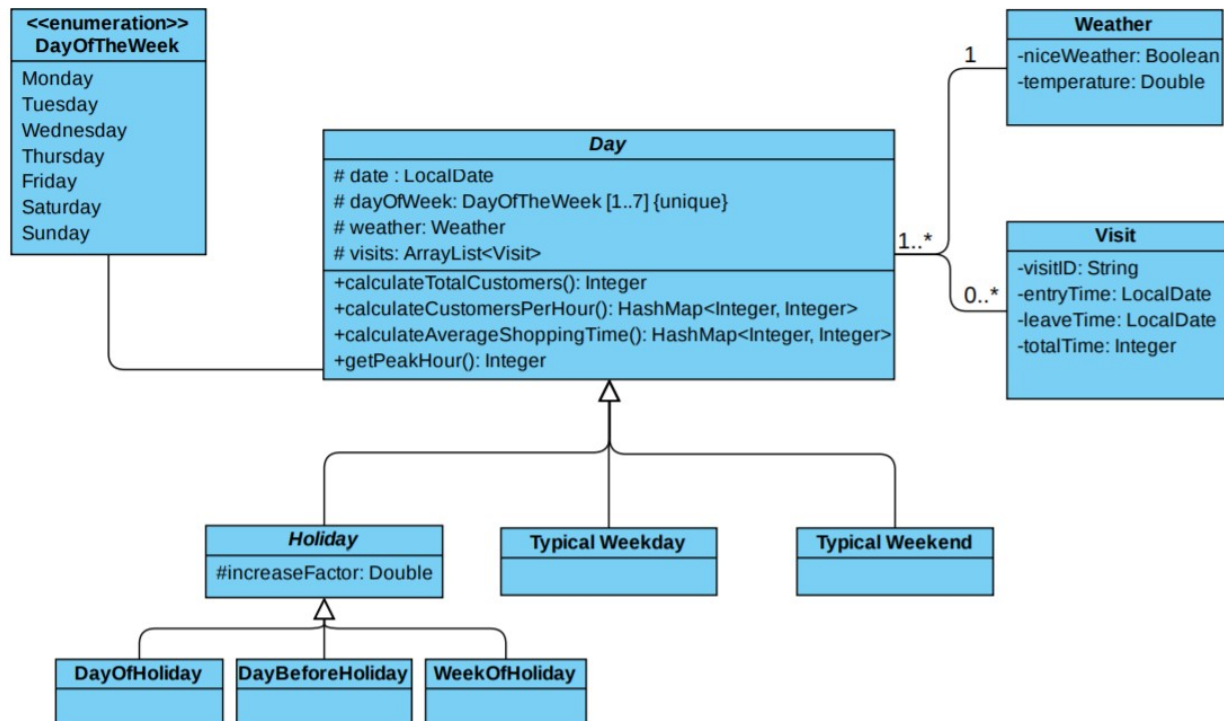 <<enumeration>>
DayOfTheWeek
Monday
Tuesday
Wednesday
Thursday
Friday
Saturday
Sunday
Weather
-niceWeather: Boolean
-temperature: Double
1
Day
# date : LocalDate
# dayOfWeek: DayOfTheWeek [1..7] {unique}
# weather: Weather
# visits: ArrayList<Visit>
+calculateTotalCustomers(): Integer
+calculateCustomersPerHour(): HashMap<Integer, Integer>
+calculateAverageShoppingTime(): HashMap<Integer, Integer>
+getPeakHour(): Integer
1..*
0..*
Visit
-visitID: String
-entryTime: LocalDate
-leaveTime: LocalDate
-totalTime: Integer
Holiday
#increaseFactor: Double
Typical Weekday
Typical Weekend
DayOfHoliday
DayBeforeHoliday
WeekOfHoliday